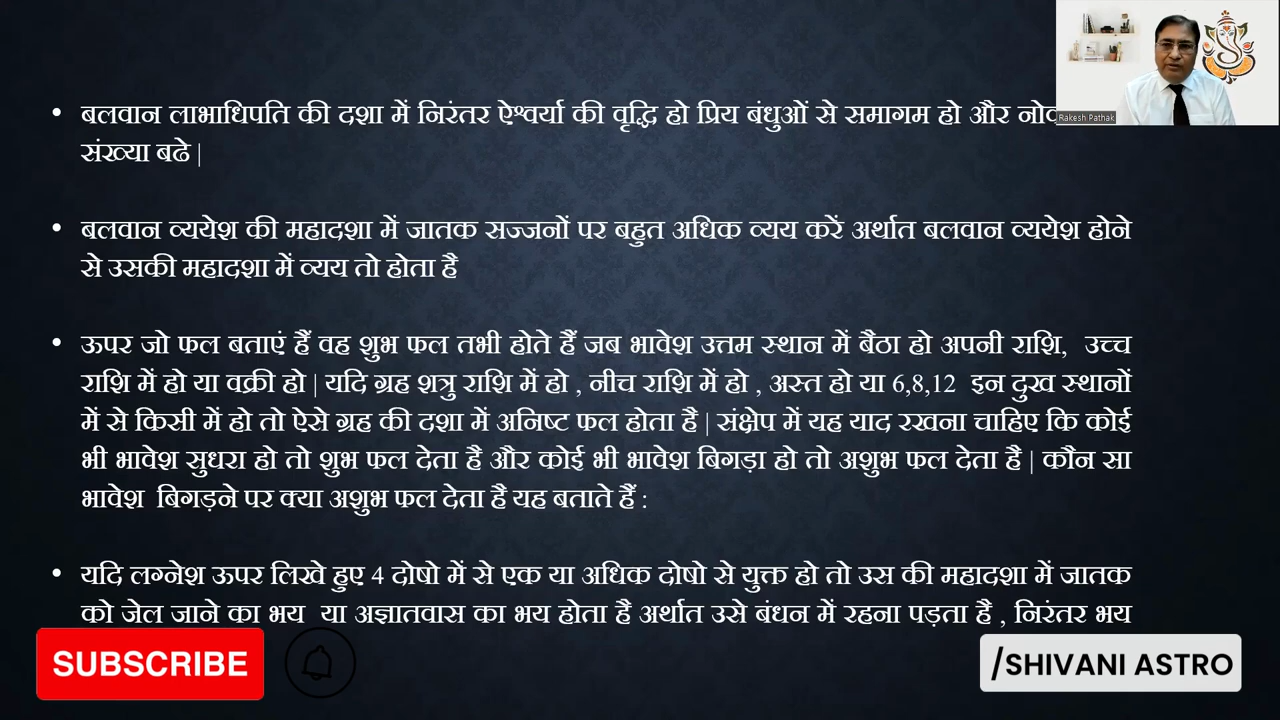 • बलवान लाभाधिपति की दशा में निरंतर ऐश्वर्या की वृद्धि हो प्रिय बंधुओं से समागम हो और
संख्या बढे |
• बलवान व्ययेश की महादशा में जातक सज्जनों पर बहुत अधिक व्यय करें अर्थात बलवान व्ययेश होने
से उसकी महादशा में व्यय तो होता है
• ऊपर जो फल बताएं हैं वह शुभ फल तभी होते हैं जब भावेश उत्तम स्थान में बैठा हो अपनी राशि, उच्च
राशि में हो या वक्री हो | यदि ग्रह शत्रु राशि में हो , नीच राशि में हो , अस्त हो या 6,8,12 इन दुख स्थानों
में से किसी में हो तो ऐसे ग्रह की दशा में अनिष्ट फल होता है | संक्षेप में यह याद रखना चाहिए कि कोई
भी भावेश सुधरा हो तो शुभ फल देता है और कोई भी भावेश बिगड़ा हो तो अशुभ फल देता है | कौन सा
भावेश बिगड़ने पर क्या अशुभ फल देता है यह बताते हैं :
• यदि लग्नेश ऊपर लिखे हुए 4 दोषो में से एक या अधिक दोषो से युक्त हो तो उस की महादशा में जातक
को जेल जाने का भय या अज्ञातवास का भय होता है अर्थात उसे बंधन में रहना पड़ता है , निरंतर भय
Rakesh Pathak
SUBSCRIBE
/SHIVANI ASTRO